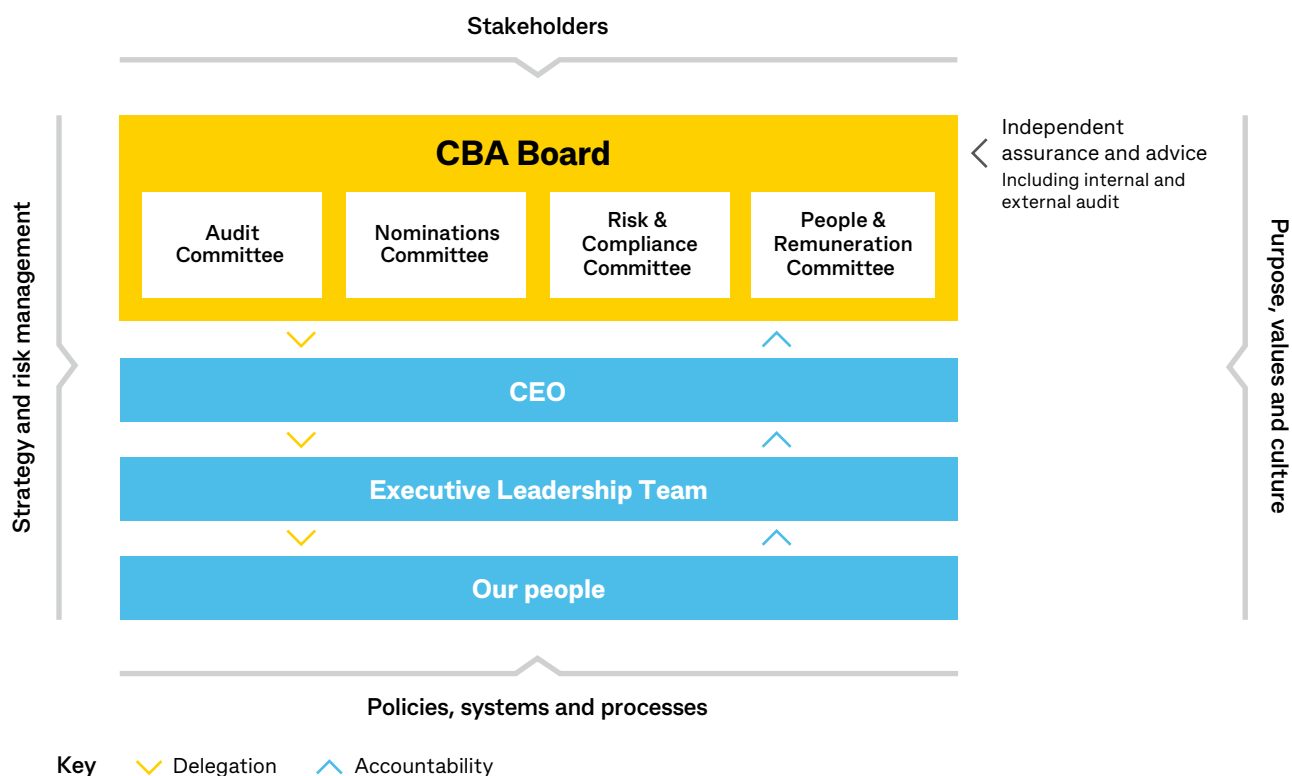 Stakeholders
Strategy and risk management
CBA Board
Audit
Committee
Nominations
Committee
Risk &
Compliance
Committee
People &
Remuneration
Committee
Independent
assurance and advice
Including internal and
external audit
Purpose, values and culture
CEO
Executive Leadership Team
Our people
Policies, systems and processes
Key Delegation Accountability